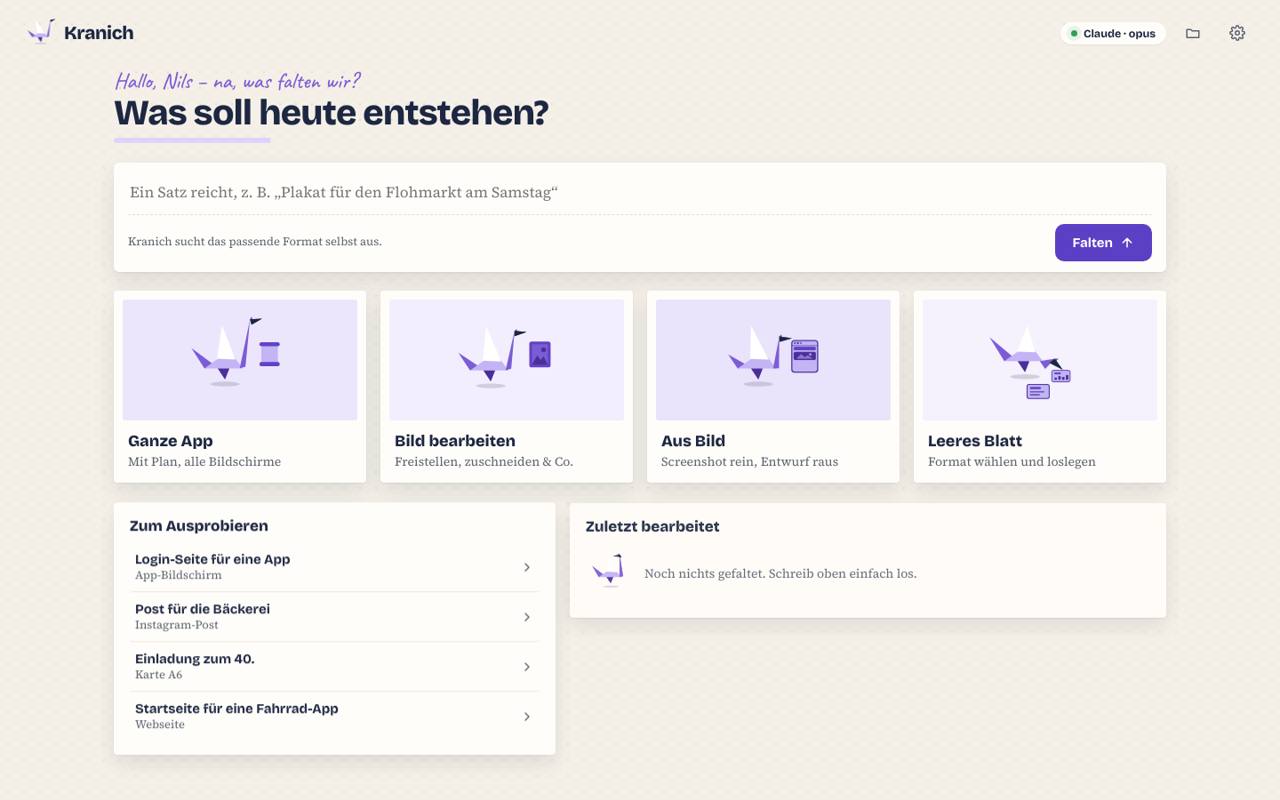 Kranich
Claude · opus
Hallo, Nils – na, was falten wir?
Was soll heute entstehen?
Ein Satz reicht, z. B. „Plakat für den Flohmarkt am Samstag“
Kranich sucht das passende Format selbst aus.
Falten
Ganze App
Mit Plan, alle Bildschirme
Bild bearbeiten
Freistellen, zuschneiden & Co.
Aus Bild
Screenshot rein, Entwurf raus
Leeres Blatt
Format wählen und loslegen
Zum Ausprobieren
Login-Seite für eine App
App-Bildschirm
Post für die Bäckerei
Instagram-Post
Einladung zum 40.
Karte A6
Startseite für eine Fahrrad-App
Webseite
Zuletzt bearbeitet
Noch nichts gefaltet. Schreib oben einfach los.